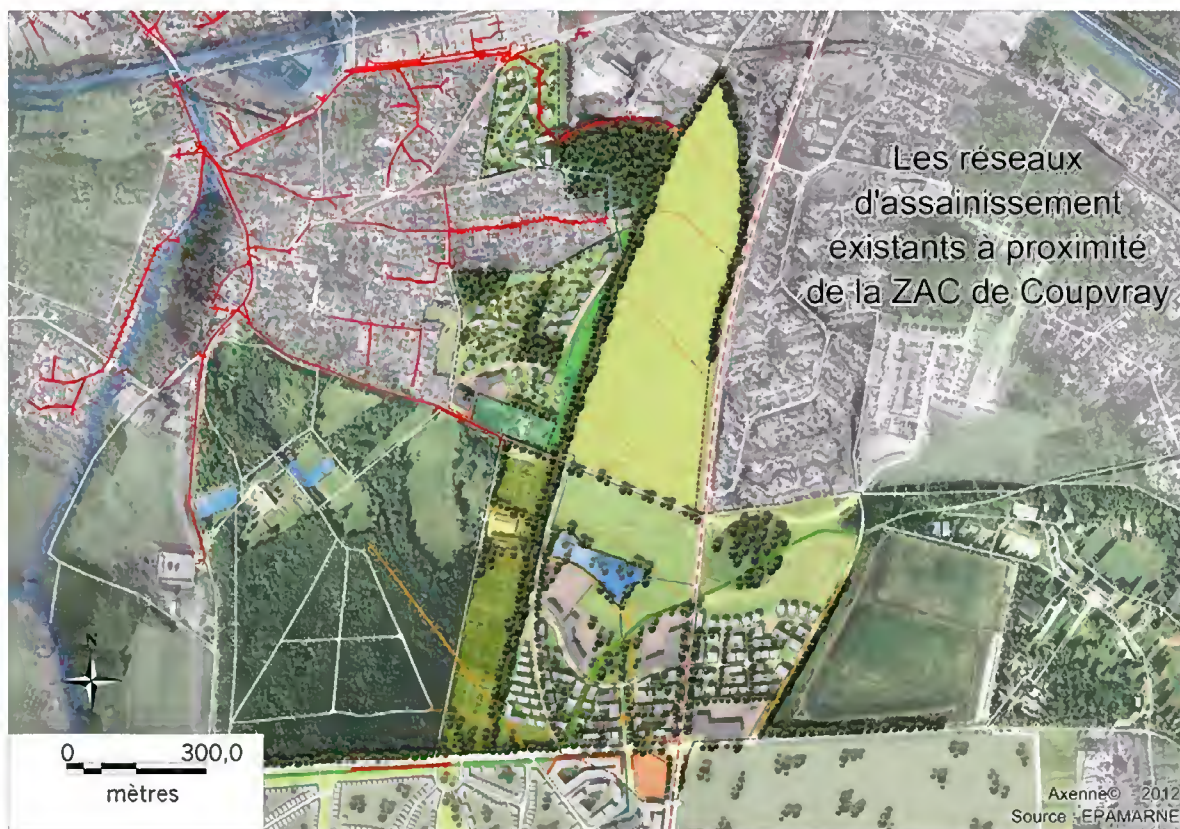 Les réseaux
d'assainissement
existants à proximité
de la ZAC de Coupvray
N
0 300,0
mètres
Axenne© 2012
Source : EPAMARNE